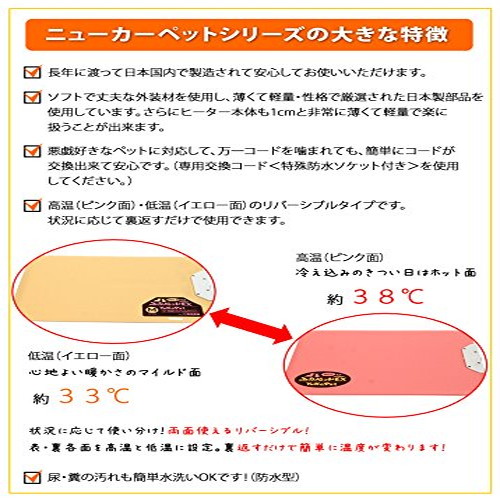 ニューカーペットシリーズの大きな特徴
長年に渡って日本国内で製造されて安心してお使いいただけます。
ソフトで丈夫な外装材を使用し、薄くて軽量・性格で厳選された日本製部品を
使用しています。さらにヒーター本体も1cmと非常に薄くて軽量で楽に
扱うことが出来ます。
悪戯好きなペットに対応して、万一コードを噛まれても、簡単にコードが
交換出来て安心です。（専用交換コード＜特殊防水ソケット付き＞を使用
してください。）
高温（ピンク面）・低温（イエロー面）のリバーシブルタイプです。
状況に応じて裏返すだけで使用できます。
高温（ピンク面）
冷え込みのきつい日はホット面
約３８℃
M
低温（イエロー面）
心地よい暖かさのマイルド面
約３３℃
状況に応じて使い分け！両面使えるリバーシブル！
表・裏各面を高温と低温に設定。裏返すだけで簡単に温度が変わります！
尿・糞の汚れも簡単水洗いOKです！（防水型）